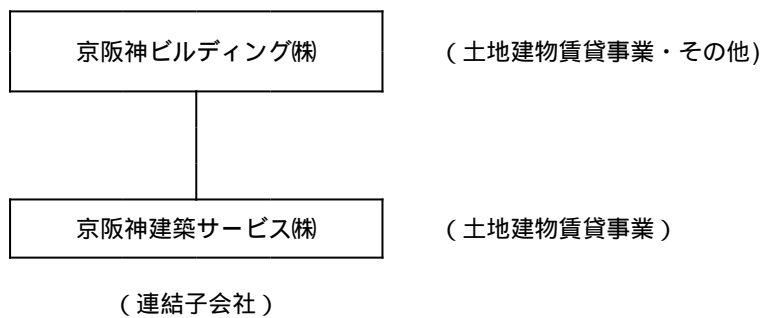 京阪神ビルディング㈱
(土地建物賃貸事業・その他)
京阪神建築サービス㈱
(土地建物賃貸事業)
(連結子会社)